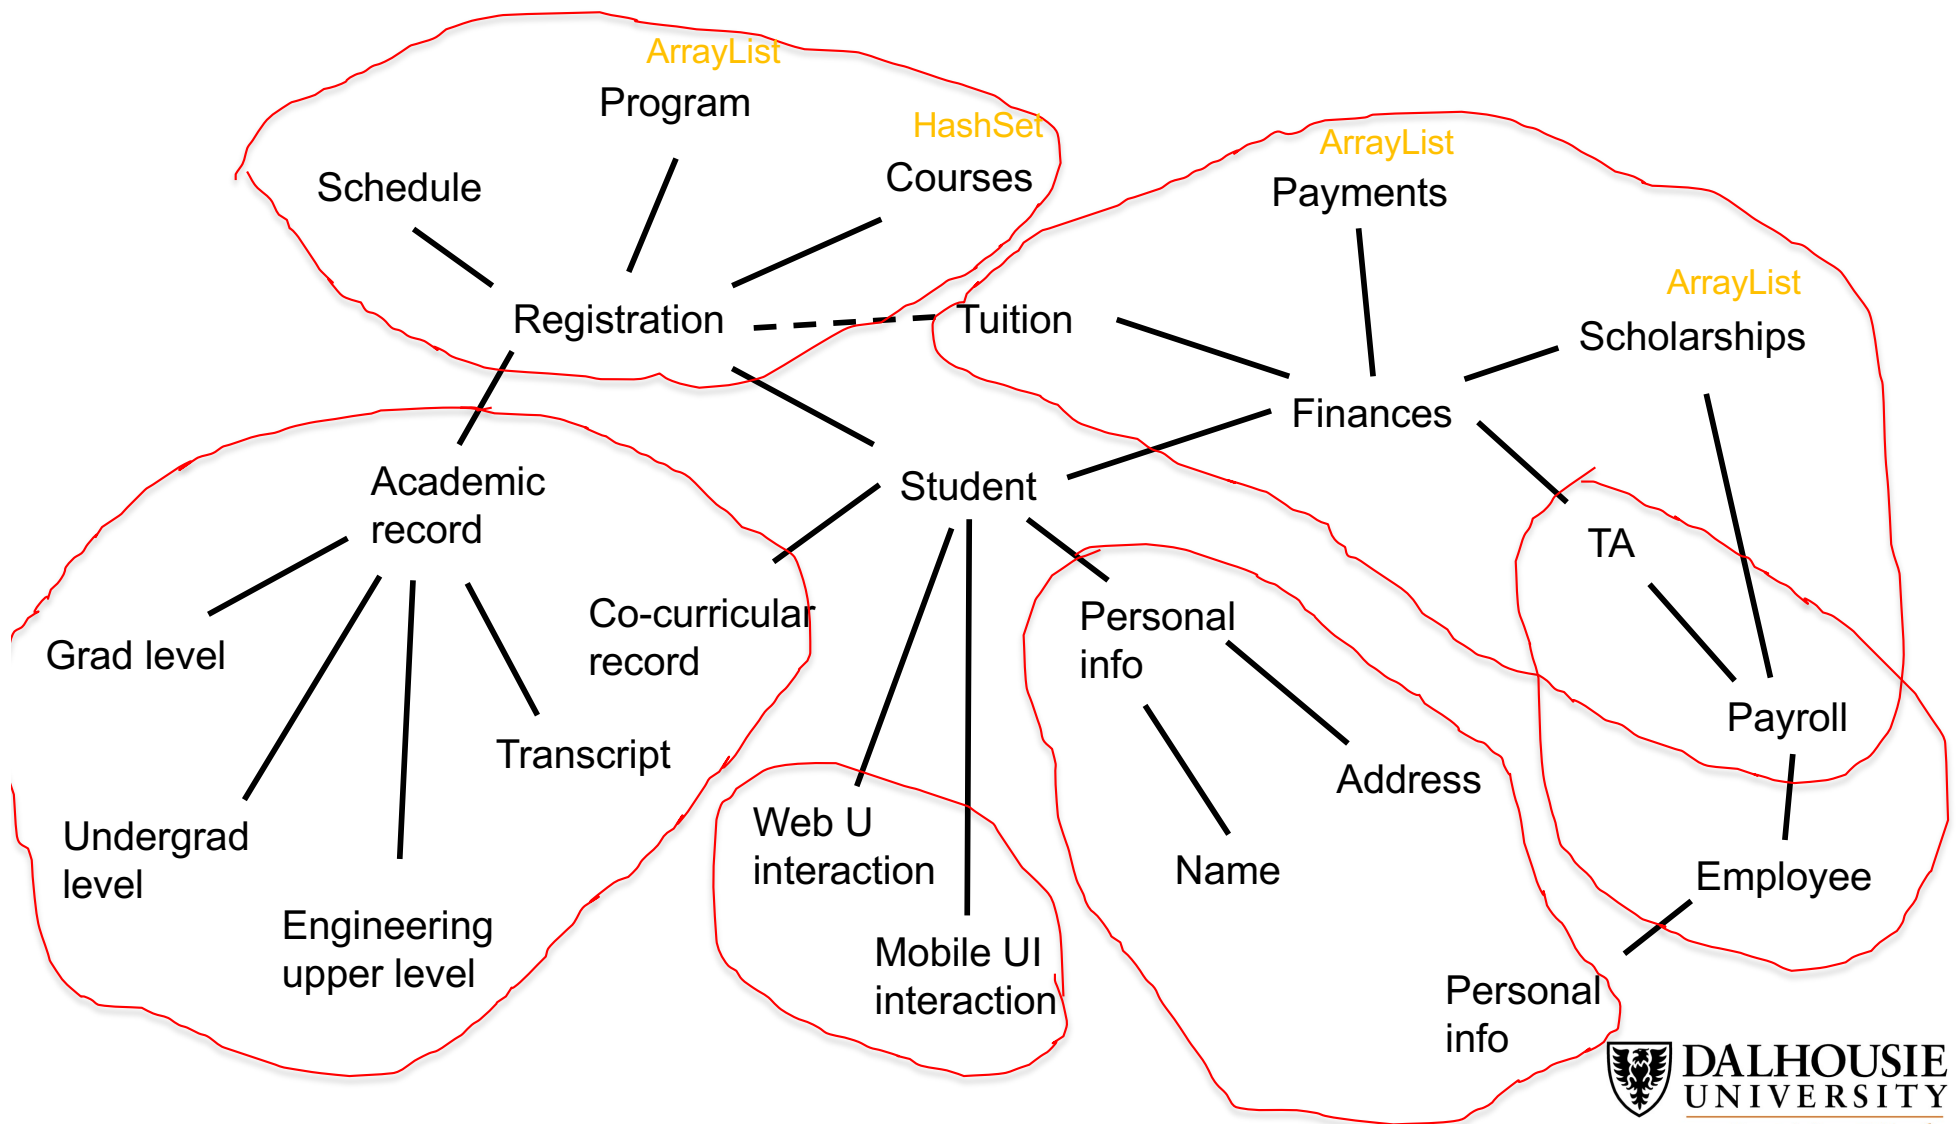 ArrayList
Program
HashSet
Courses
Schedule
ArrayList
Payments
ArrayList
Scholarships
Registration
Tuition
Finances
Student
Academic
record
TA
Co-curricular
record
Personal
info
Grad level
Transcript
Payroll
Address
Web U
interaction
Undergrad
level
Name
Employee
Engineering
upper level
Mobile UI
interaction
Personal
info
DALHOUSIE
UNIVERSITY